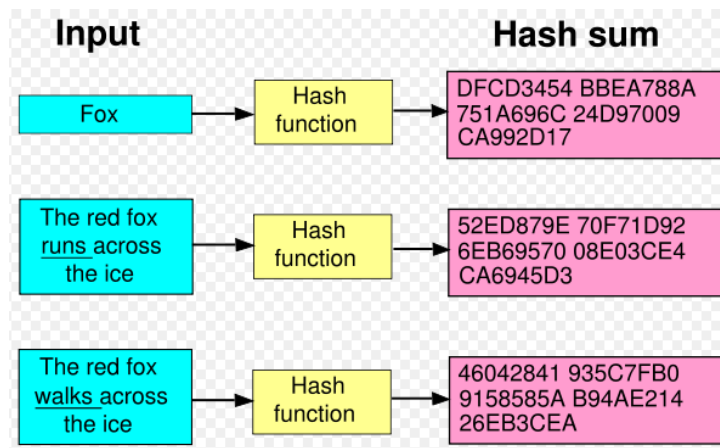 Input
Hash sum
Fox
Hash
function
DFCD3454 BBEA788A
751A696C 24D97009
CA992D17
The red fox
runs across
the ice
Hash
function
52ED879E 70F71D92
6EB69570 08E03CE4
CA6945D3
The red fox
walks across
the ice
Hash
function
46042841 935C7FB0
9158585A B94AE214
26EB3CEA